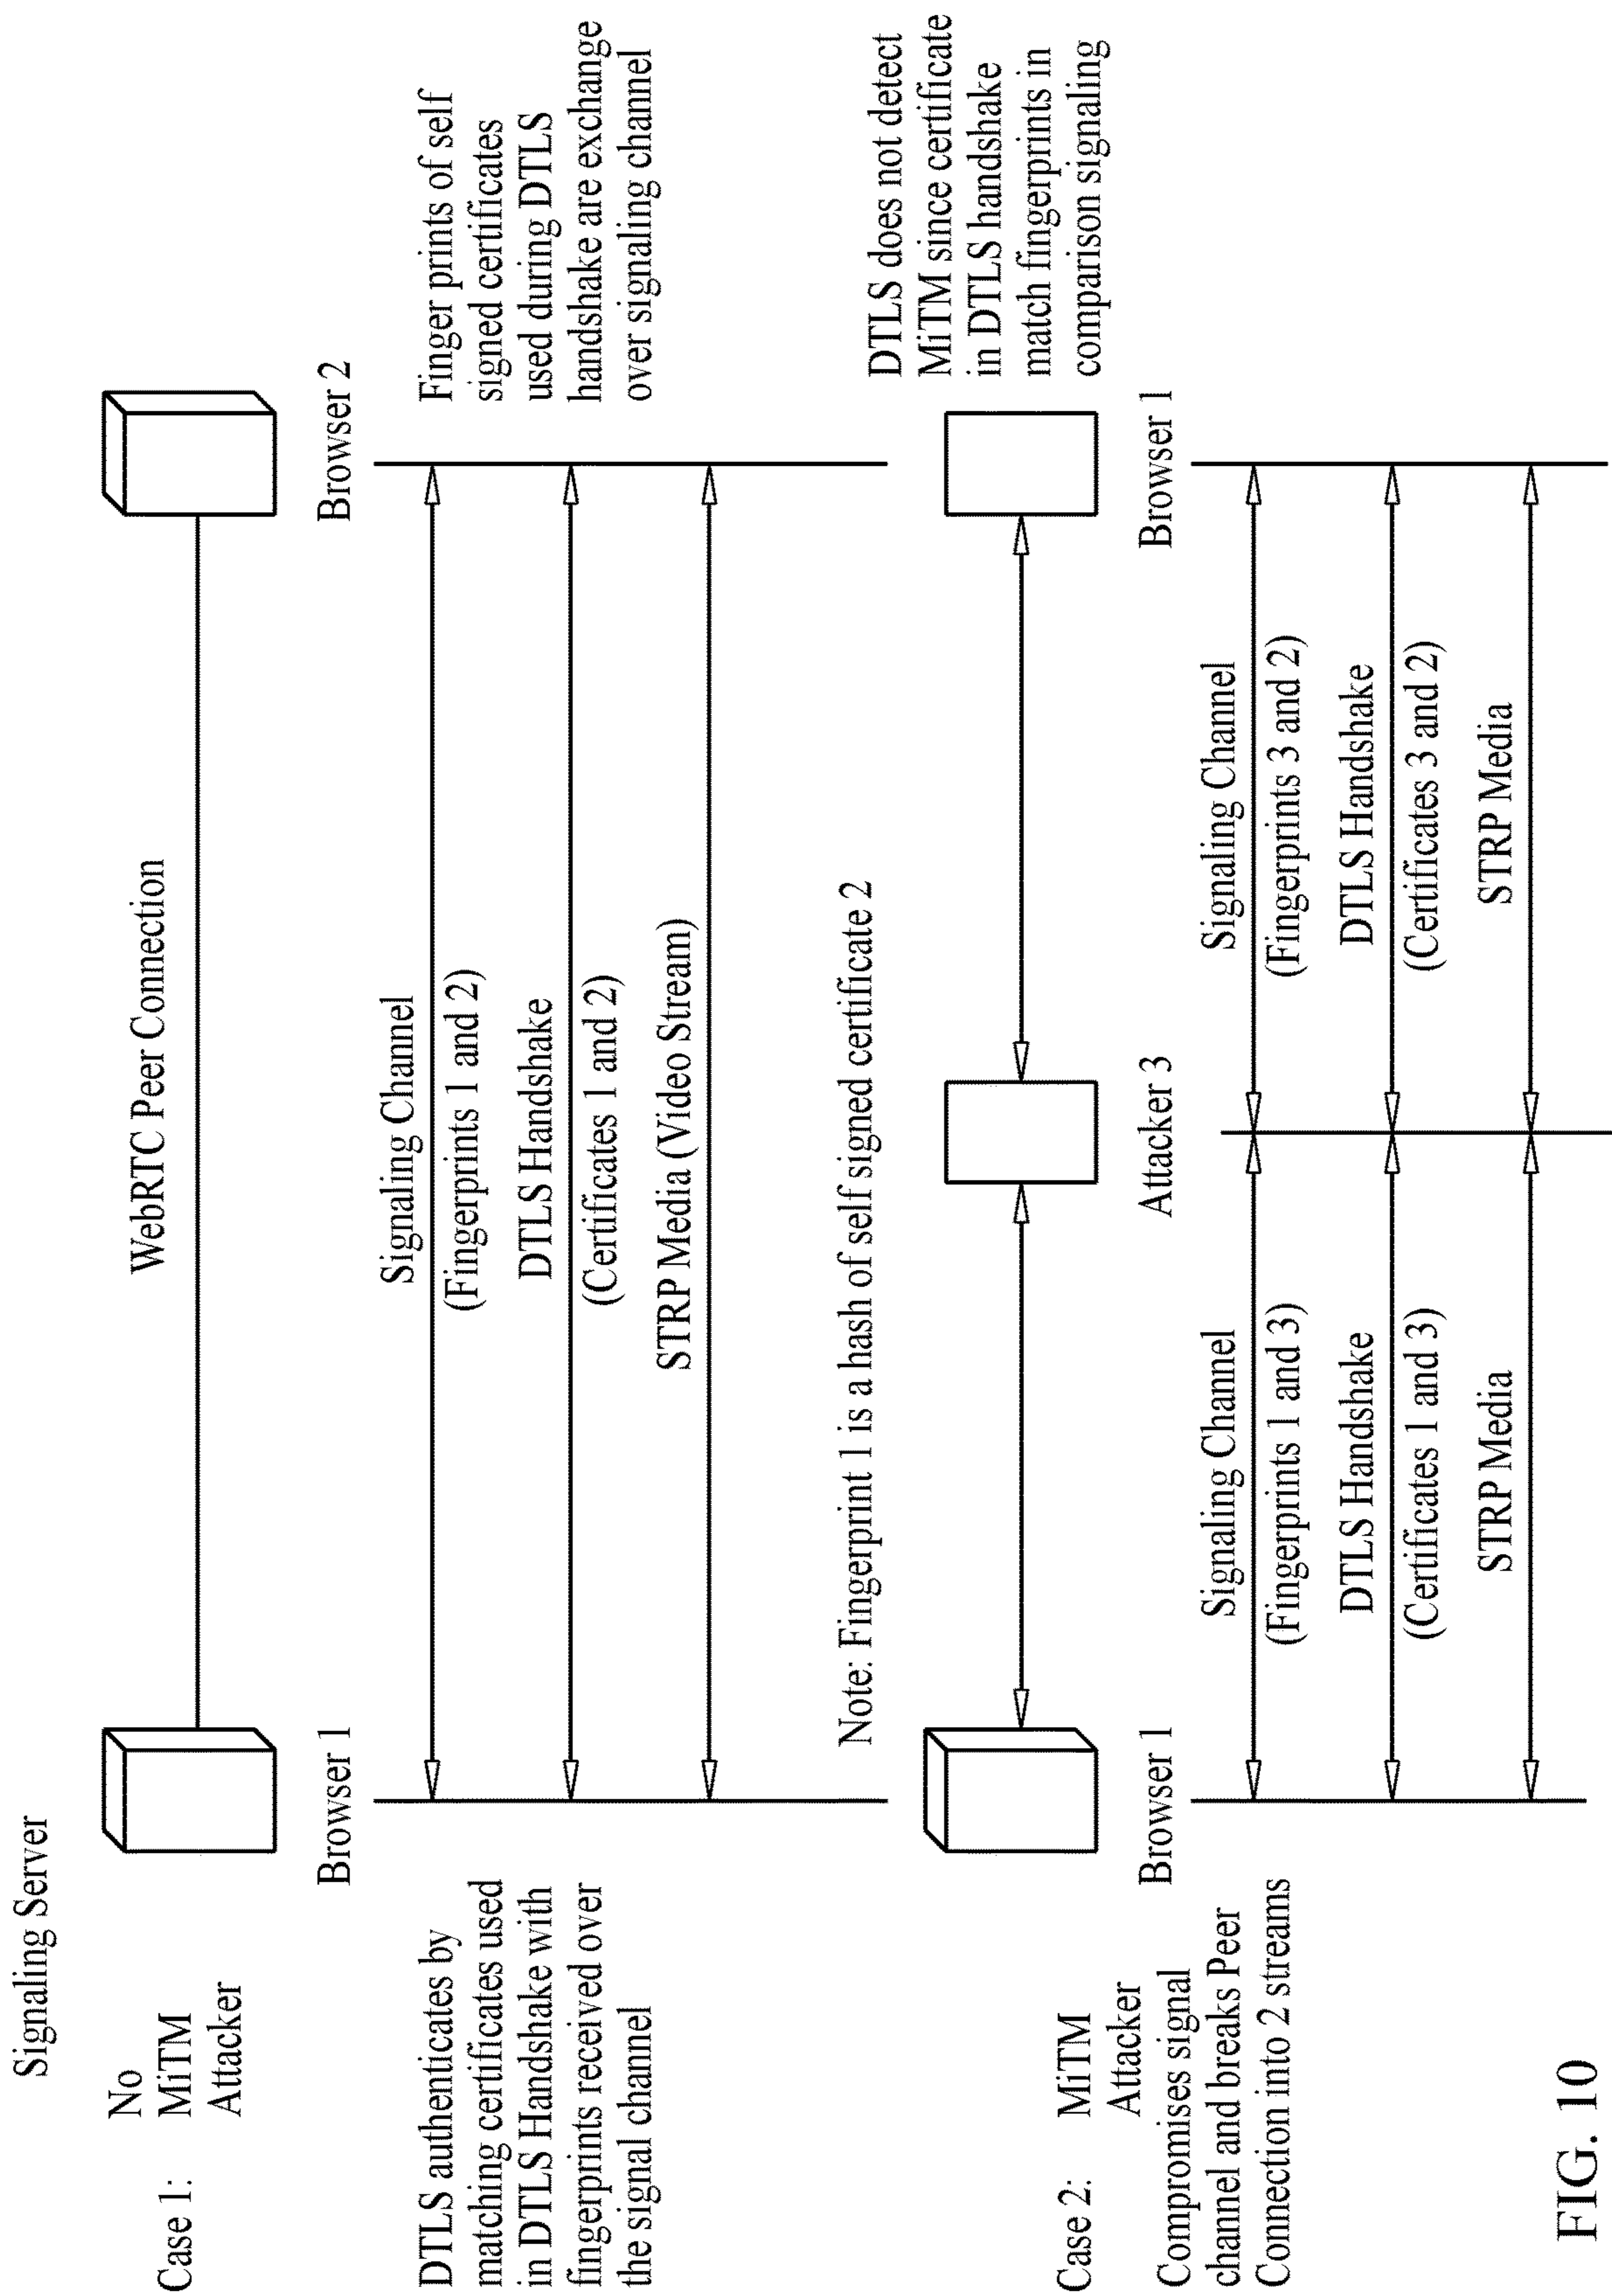 Signaling Server
No
Case 1: MiTM
Attacker
WebRTC Peer Connection
Browser 1
Browser 2
DTLS authenticates by
matching certificates used
in DTLS Handshake with
fingerprints received over
the signal channel
Signaling Channel
(Fingerprints 1 and 2)
DTLS Handshake
(Certificates 1 and 2)
STRP Media (Video Stream)
Finger prints of self
signed certificates
used during DTLS
handshake are exchange
over signaling channel
Note: Fingerprint 1 is a hash of self signed certificate 2
Case 2: MiTM
Attacker
Compromises signal
channel and breaks Peer
Connection into 2 streams
Browser 1
Attacker 3
Browser 1
DTLS does not detect
MiTM since certificate
in DTLS handshake
match fingerprints in
comparison signaling
Signaling Channel
(Fingerprints 1 and 3)
DTLS Handshake
(Certificates 1 and 3)
STRP Media
Signaling Channel
(Fingerprints 3 and 2)
DTLS Handshake
(Certificates 3 and 2)
STRP Media
FIG. 10